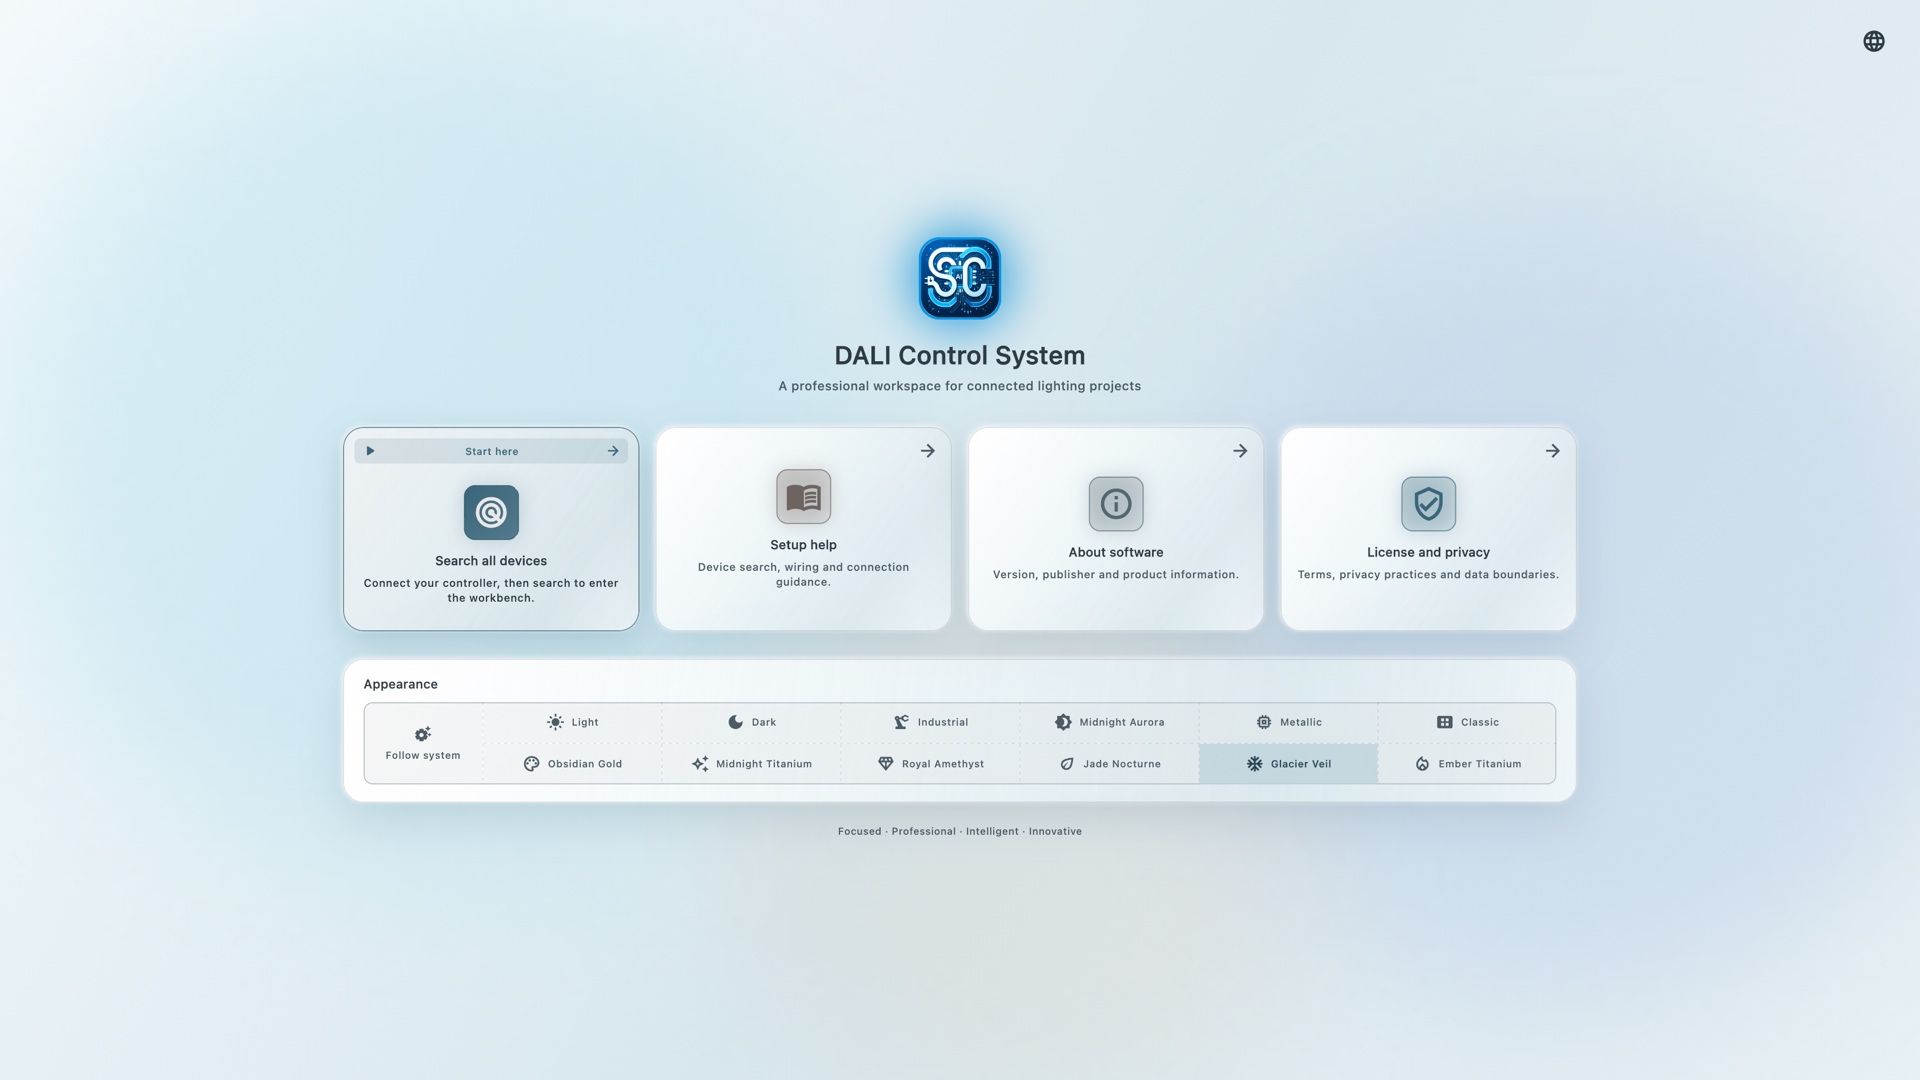 SC
AI
DALI Control System
A professional workspace for connected lighting projects
Start here
Search all devices
Connect your controller, then search to enter
the workbench.
Setup help
Device search, wiring and connection
guidance.
About software
Version, publisher and product information.
License and privacy
Terms, privacy practices and data boundaries.
Appearance
Follow system
Light
Dark
Industrial
Midnight Aurora
Metallic
Classic
Obsidian Gold
Midnight Titanium
Royal Amethyst
Jade Nocturne
Glacier Veil
Ember Titanium
Focused · Professional · Intelligent · Innovative